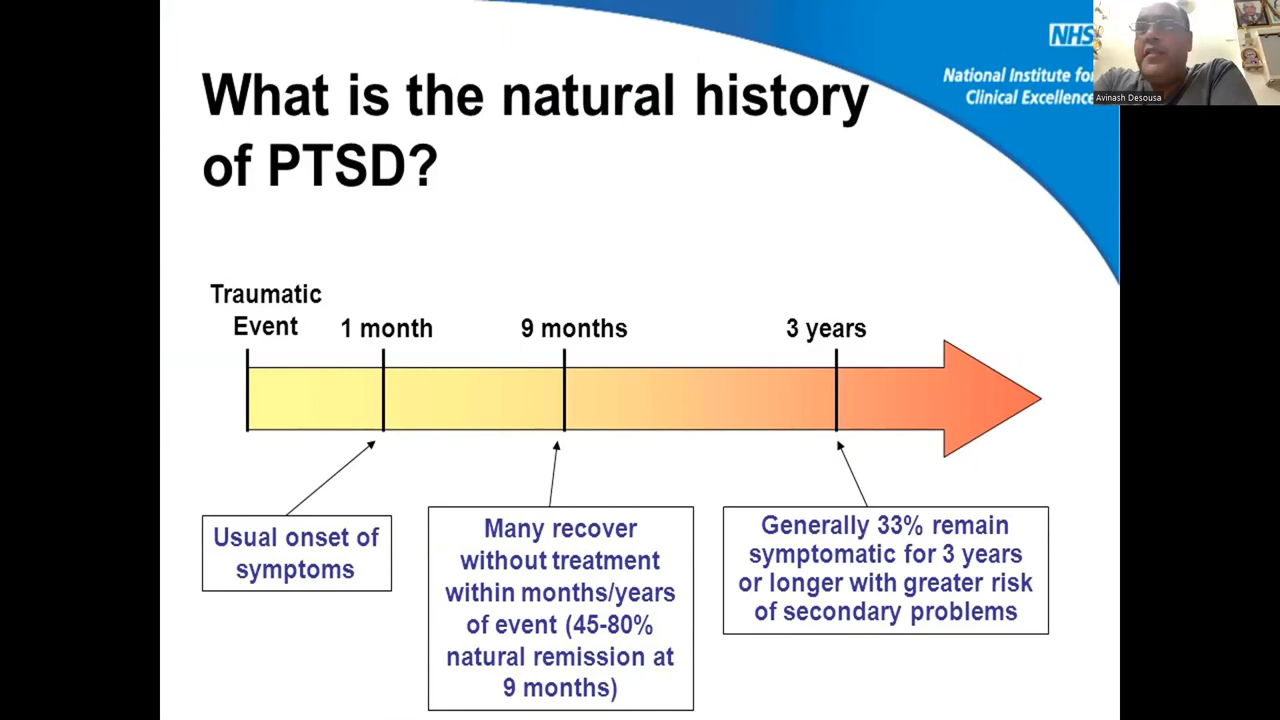 NHS
National Institute for
Clinical Excellence
Avinash Desousa
What is the natural history
of PTSD?
Traumatic
Event
1 month
9 months
3 years
Usual onset of
symptoms
Many recover
without treatment
within months/years
of event (45-80%
natural remission at
9 months)
Generally 33% remain
symptomatic for 3 years
or longer with greater risk
of secondary problems